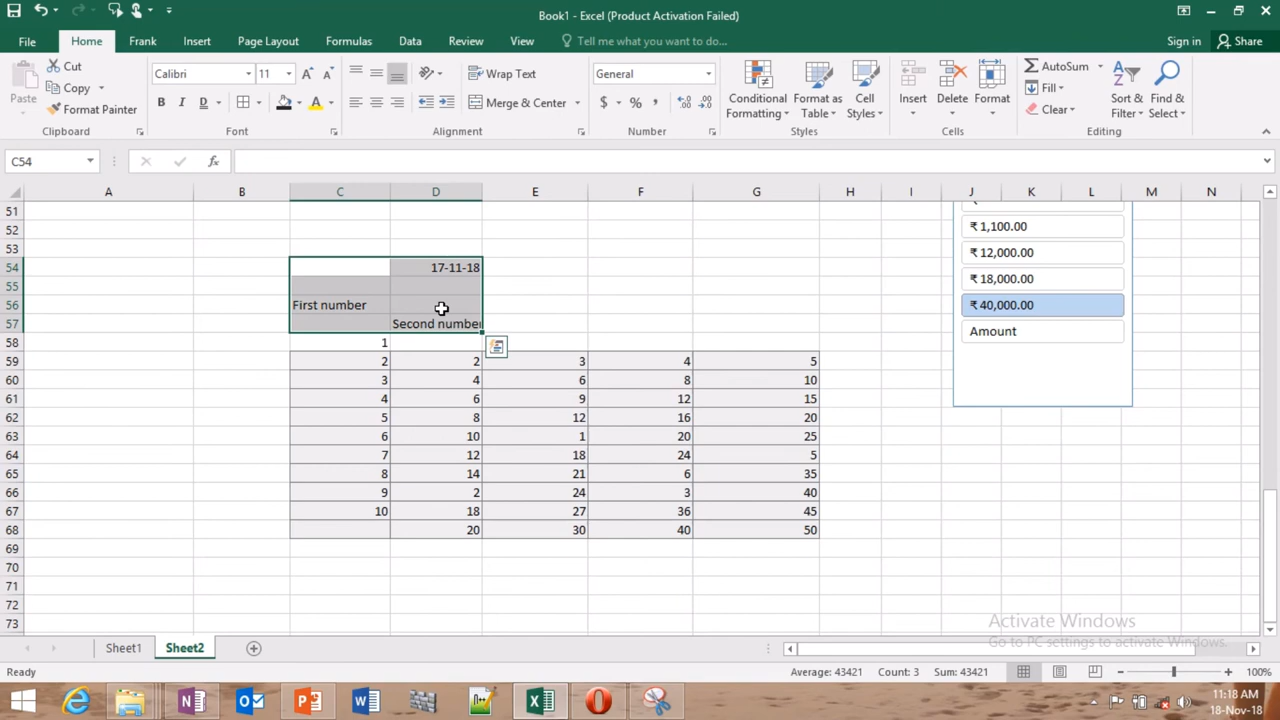 Book1 - Excel (Product Activation Failed)
File Home Frank Insert Page Layout Formulas Data Review View Tell me what you want to do... Sign in Share
Paste Cut Copy Format Painter
Calibri 11
Wrap Text
Merge & Center
General
Conditional Formatting Format as Table Cell Styles
Insert Delete Format
AutoSum Fill Clear
Sort & Filter Find & Select
Clipboard Font Alignment Number Styles Cells Editing
C54 fx
A B C D E F G H I J K L M N
51
52 ₹ 1,100.00
53 ₹ 12,000.00
54 17-11-18
55 ₹ 18,000.00
56 First number ₹ 40,000.00
57 Second number Amount
58 1
59 2 2 3 4 5
60 3 4 6 8 10
61 4 6 9 12 15
62 5 8 12 16 20
63 6 10 1 20 25
64 7 12 18 24 5
65 8 14 21 6 35
66 9 2 24 3 40
67 10 18 27 36 45
68 20 30 40 50
69
70
71
72
73
Activate Windows
Go to PC settings to activate Windows.
Sheet1 Sheet2
Ready Average: 43421 Count: 3 Sum: 43421 100%
11:18 AM
18-Nov-18